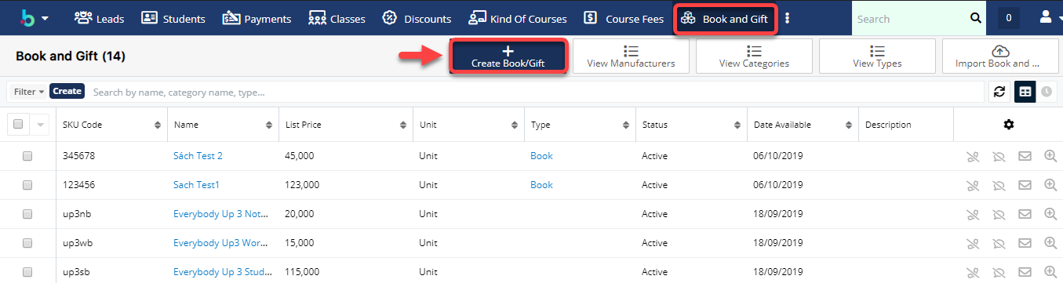 Leads Students Payments Classes Discounts Kind Of Courses Course Fees Book and Gift Search 0
Book and Gift (14) Create Book/Gift View Manufacturers View Categories View Types Import Book and ...
Filter Create Search by name, category name, type...
SKU Code Name List Price Unit Type Status Date Available Description
345678 Sách Test 2 45,000 Unit Book Active 06/10/2019
123456 Sach Test1 123,000 Unit Book Active 06/10/2019
up3nb Everybody Up 3 Not... 20,000 Unit Active 18/09/2019
up3wb Everybody Up3 Wor... 15,000 Unit Active 18/09/2019
up3sb Everybody Up 3 Stud... 115,000 Unit Active 18/09/2019